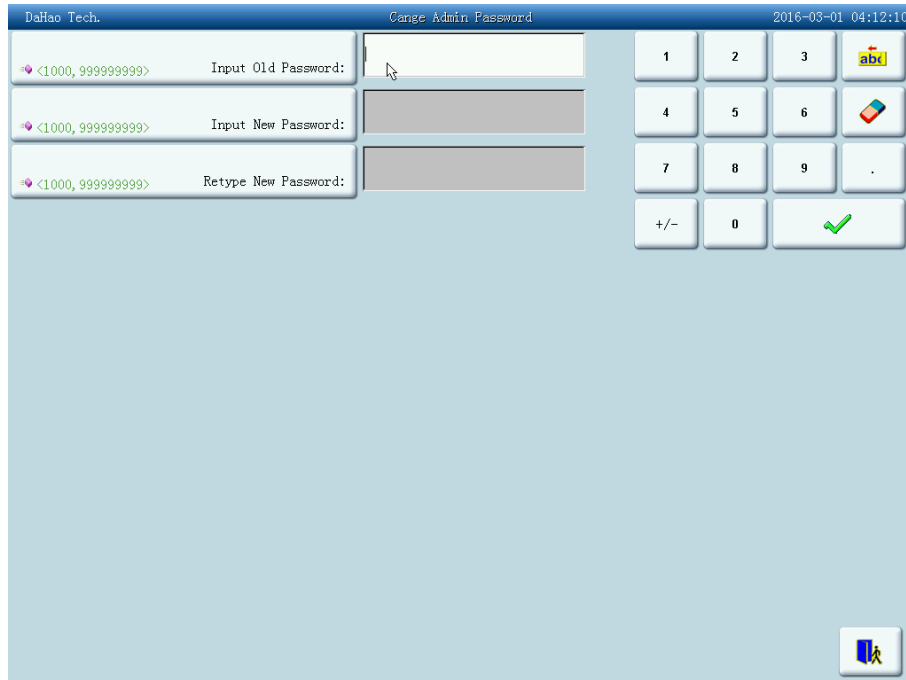 DaHao Tech. Cange Admin Password 2016-03-01 04:12:10
<1000, 999999999> Input Old Password:
1 2 3 abc
<1000, 999999999> Input New Password:
4 5 6
<1000, 999999999> Retype New Password:
7 8 9 .
+/- 0